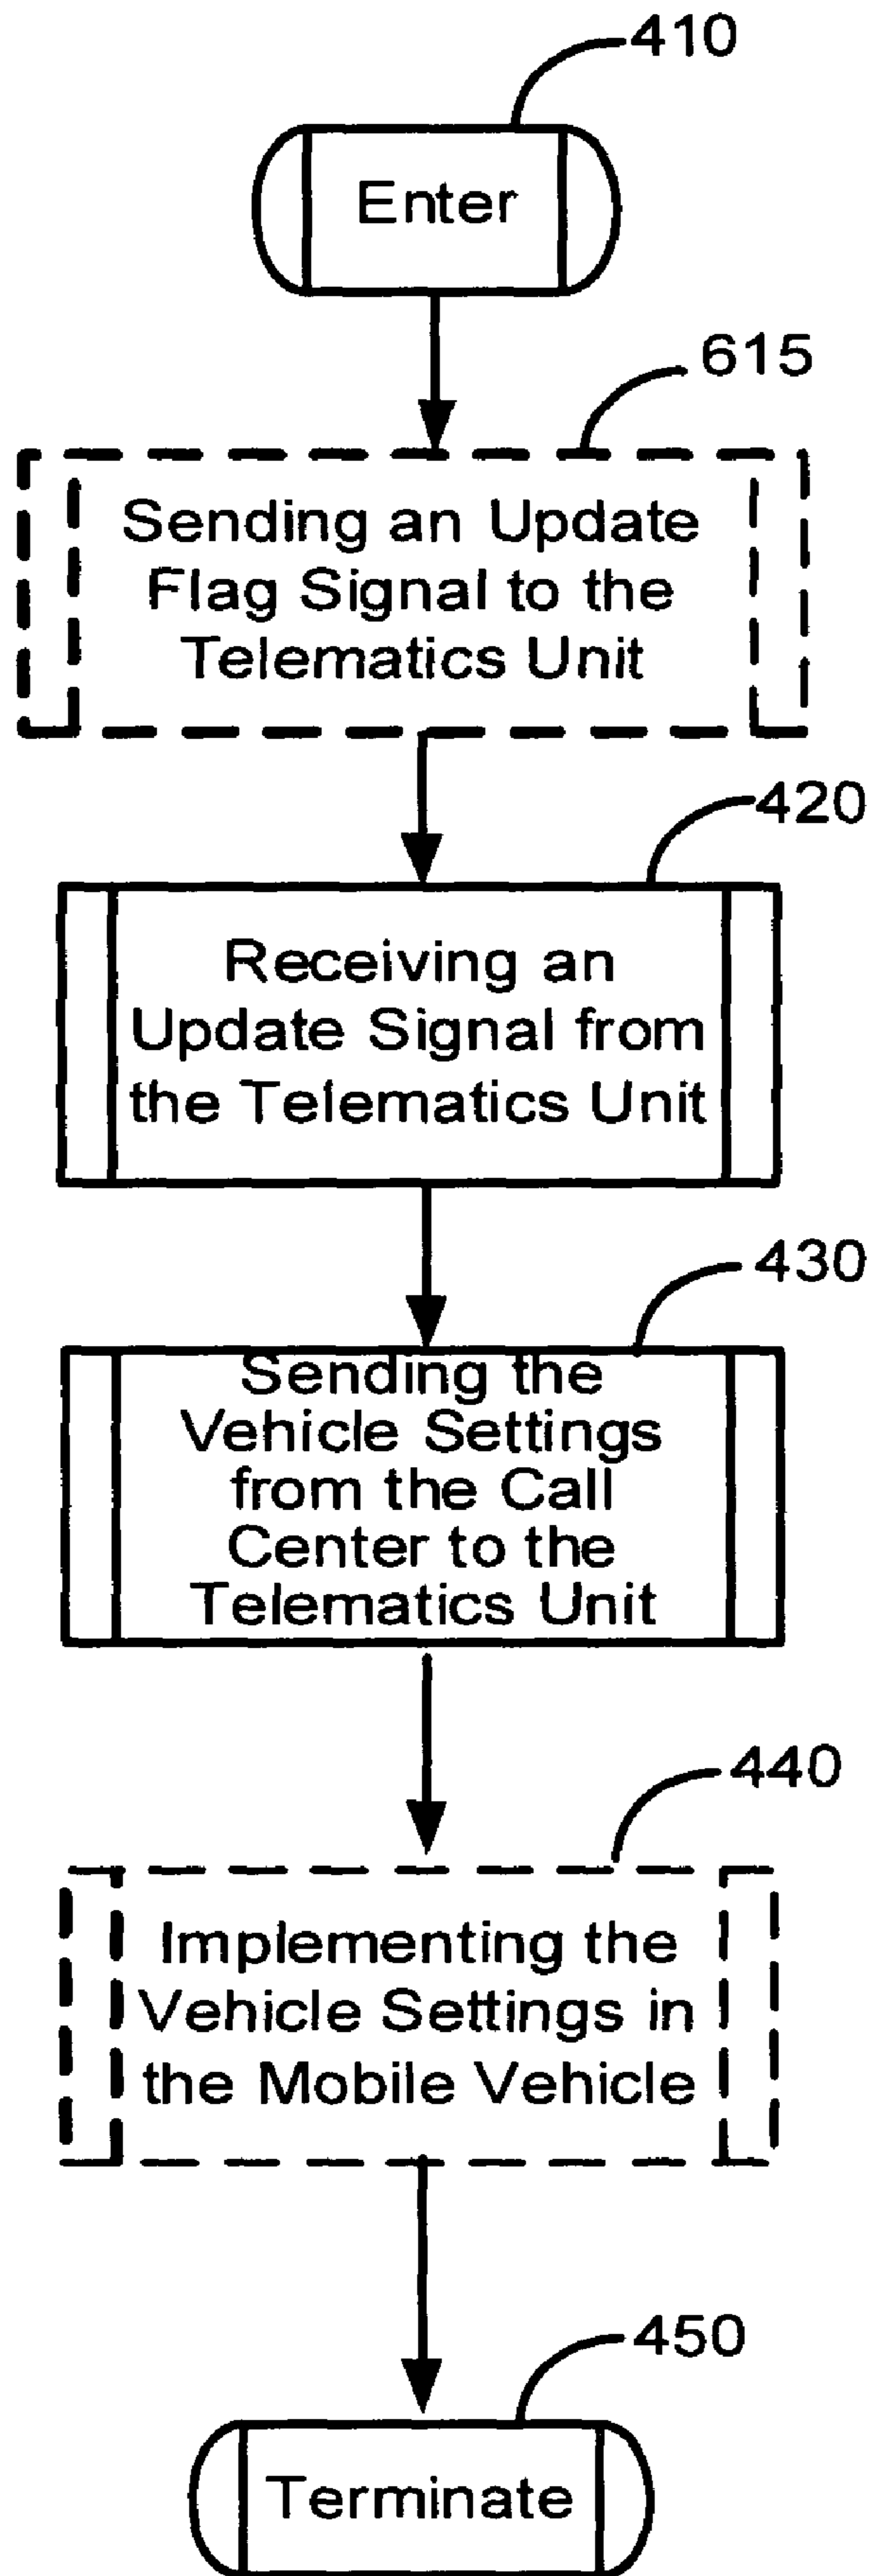 410
Enter
615
Sending an Update
Flag Signal to the
Telematics Unit
420
Receiving an
Update Signal from
the Telematics Unit
430
Sending the
Vehicle Settings
from the Call
Center to the
Telematics Unit
440
Implementing the
Vehicle Settings in
the Mobile Vehicle
450
Terminate